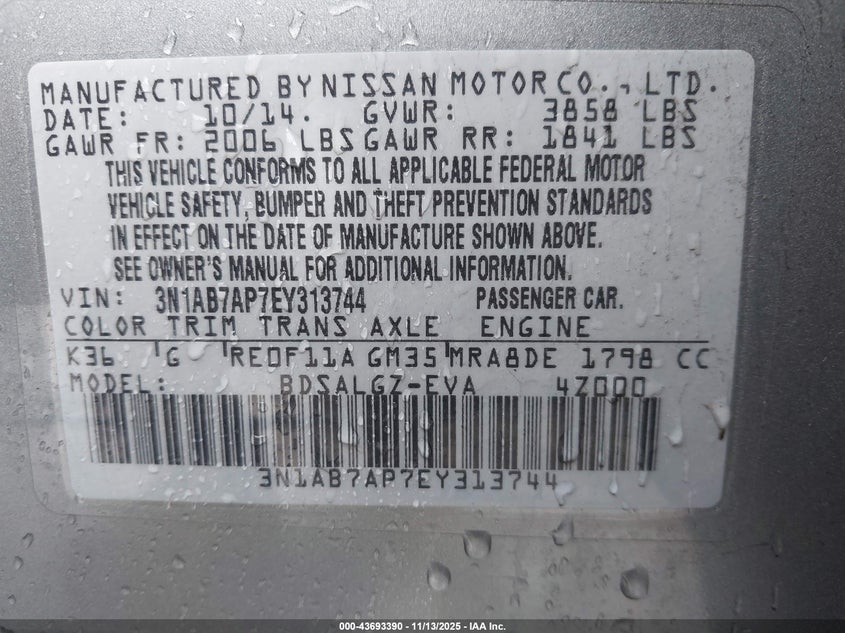 MANUFACTURED BY NISSAN MOTOR CO., LTD.
DATE: 10/14. GVWR: 3858 LBS
GAWR FR: 2006 LBS GAWR RR: 1841 LBS
THIS VEHICLE CONFORMS TO ALL APPLICABLE FEDERAL MOTOR
VEHICLE SAFETY, BUMPER AND THEFT PREVENTION STANDARDS
IN EFFECT ON THE DATE OF MANUFACTURE SHOWN ABOVE.
SEE OWNER'S MANUAL FOR ADDITIONAL INFORMATION.
VIN: 3N1AB7AP7EY313744 PASSENGER CAR.
COLOR TRIM TRANS AXLE ENGINE
K36 G RE0F11A GM35 MRA8DE 1798 CC
MODEL: BDSALGZ-EVA 4Z000
3N1AB7AP7EY313744
000-43693390 - 11/13/2025 - IAA Inc.